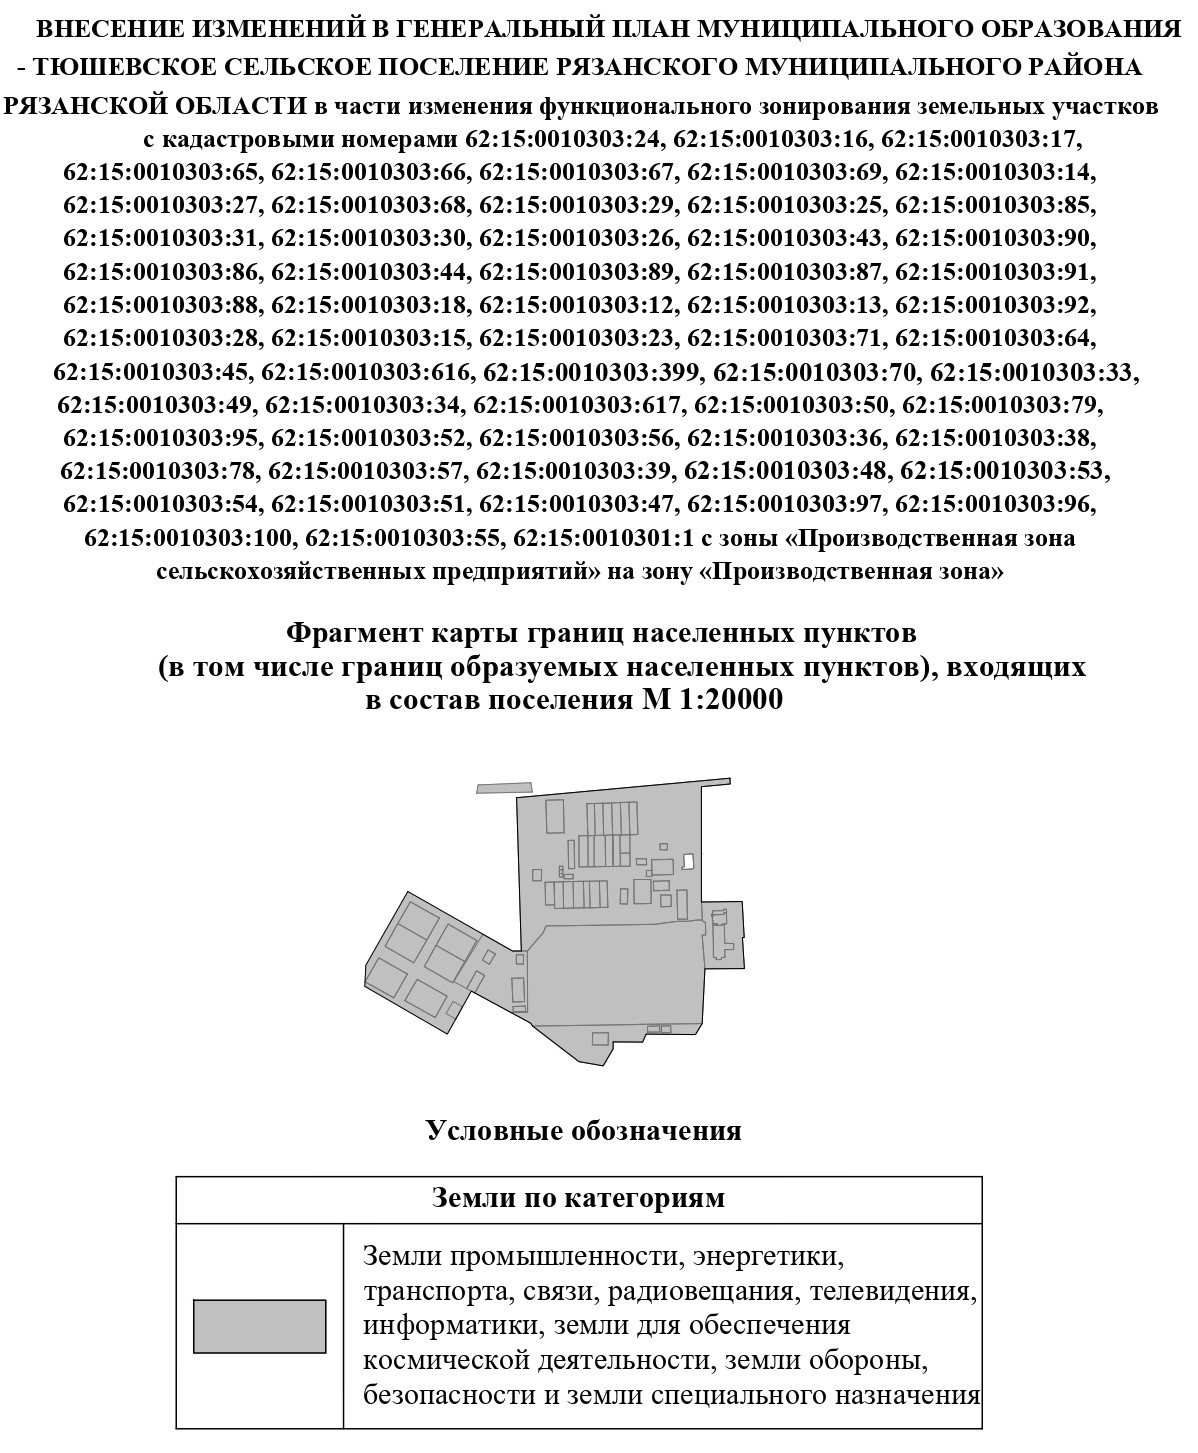 ВНЕСЕНИЕ ИЗМЕНЕНИЙ В ГЕНЕРАЛЬНЫЙ ПЛАН МУНИЦИПАЛЬНОГО ОБРАЗОВАНИЯ
- ТЮШЕВСКОЕ СЕЛЬСКОЕ ПОСЕЛЕНИЕ РЯЗАНСКОГО МУНИЦИПАЛЬНОГО РАЙОНА
РЯЗАНСКОЙ ОБЛАСТИ в части изменения функционального зонирования земельных участков
с кадастровыми номерами 62:15:0010303:24, 62:15:0010303:16, 62:15:0010303:17,
62:15:0010303:65, 62:15:0010303:66, 62:15:0010303:67, 62:15:0010303:69, 62:15:0010303:14,
62:15:0010303:27, 62:15:0010303:68, 62:15:0010303:29, 62:15:0010303:25, 62:15:0010303:85,
62:15:0010303:31, 62:15:0010303:30, 62:15:0010303:26, 62:15:0010303:43, 62:15:0010303:90,
62:15:0010303:86, 62:15:0010303:44, 62:15:0010303:89, 62:15:0010303:87, 62:15:0010303:91,
62:15:0010303:88, 62:15:0010303:18, 62:15:0010303:12, 62:15:0010303:13, 62:15:0010303:92,
62:15:0010303:28, 62:15:0010303:15, 62:15:0010303:23, 62:15:0010303:71, 62:15:0010303:64,
62:15:0010303:45, 62:15:0010303:616, 62:15:0010303:399, 62:15:0010303:70, 62:15:0010303:33,
62:15:0010303:49, 62:15:0010303:34, 62:15:0010303:617, 62:15:0010303:50, 62:15:0010303:79,
62:15:0010303:95, 62:15:0010303:52, 62:15:0010303:56, 62:15:0010303:36, 62:15:0010303:38,
62:15:0010303:78, 62:15:0010303:57, 62:15:0010303:39, 62:15:0010303:48, 62:15:0010303:53,
62:15:0010303:54, 62:15:0010303:51, 62:15:0010303:47, 62:15:0010303:97, 62:15:0010303:96,
62:15:0010303:100, 62:15:0010303:55, 62:15:0010301:1 с зоны «Производственная зона
сельскохозяйственных предприятий» на зону «Производственная зона»
Фрагмент карты границ населенных пунктов
(в том числе границ образуемых населенных пунктов), входящих
в состав поселения М 1:20000
Условные обозначения
Земли по категориям
Земли промышленности, энергетики,
транспорта, связи, радиовещания, телевидения,
информатики, земли для обеспечения
космической деятельности, земли обороны,
безопасности и земли специального назначения